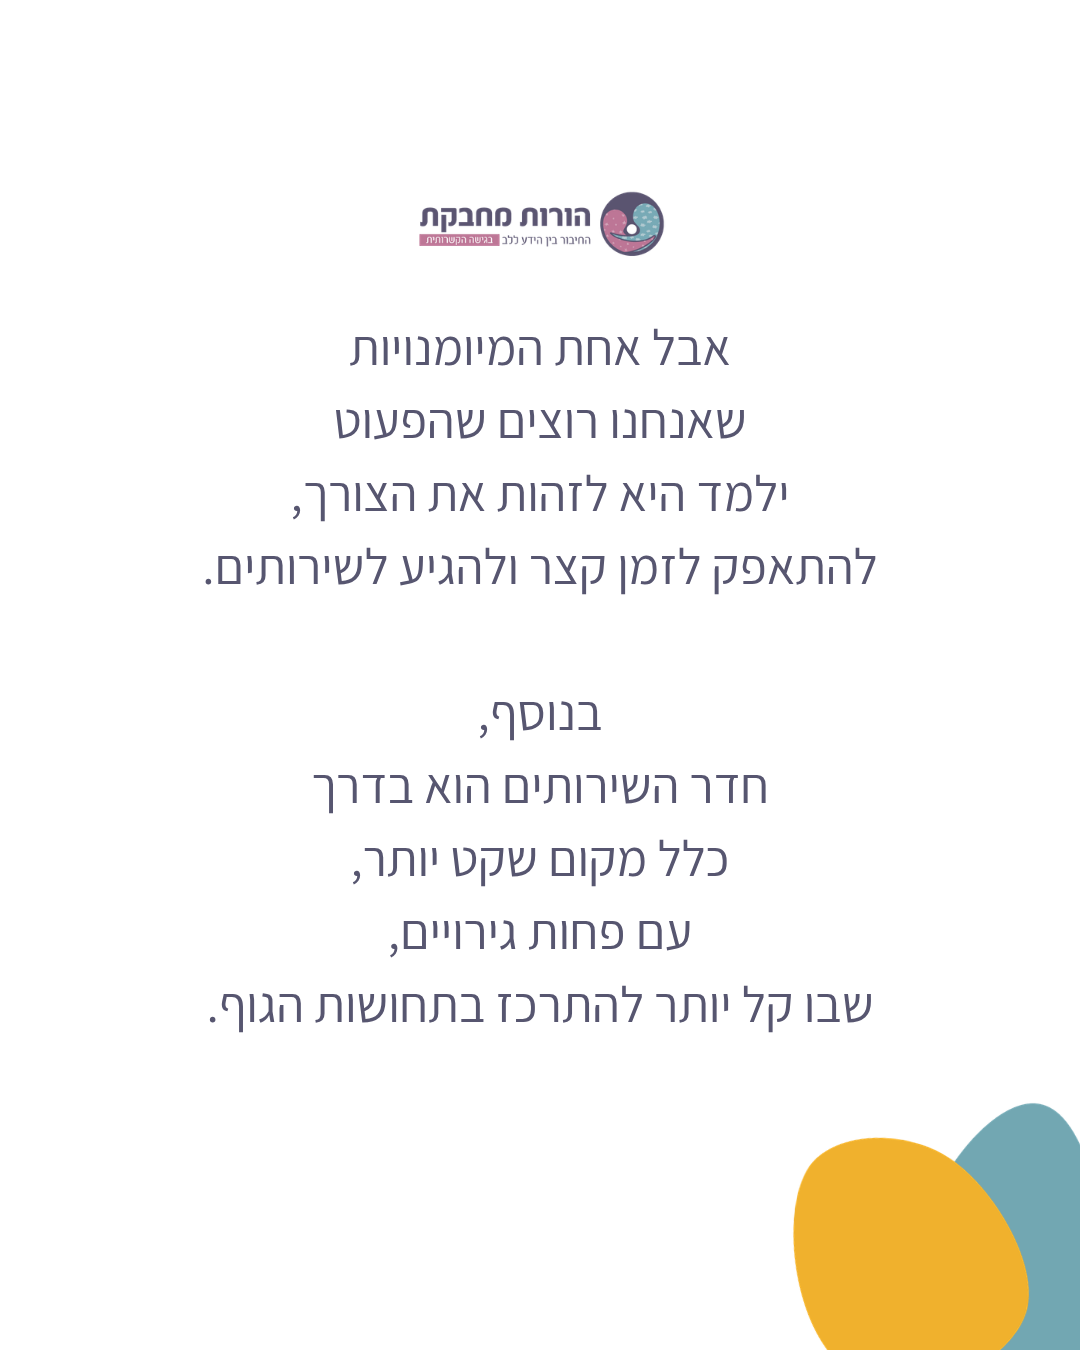 הורות מחבקת
החיבור בין הידע ללב בגישה הקשרותית
אבל אחת המיומנויות
שאנחנו רוצים שהפעוט
ילמד היא לזהות את הצורך,
להתאפק לזמן קצר ולהגיע לשירותים.
בנוסף,
חדר השירותים הוא בדרך
כלל מקום שקט יותר,
עם פחות גירויים,
שבו קל יותר להתרכז בתחושות הגוף.